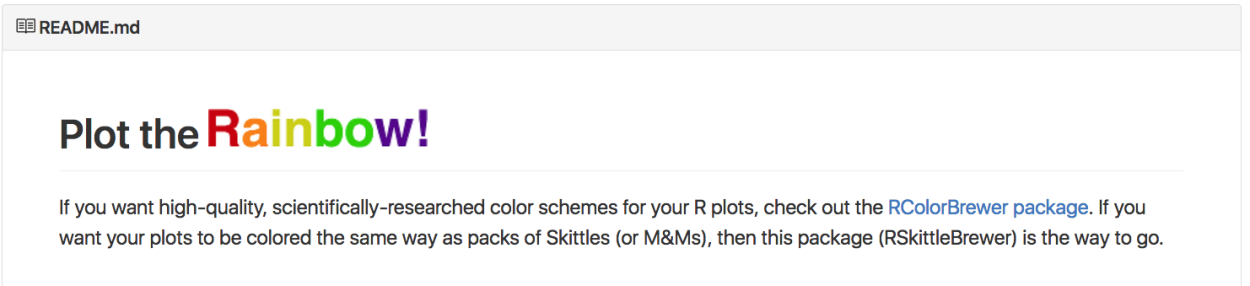 README.md
Plot the Rainbow!
If you want high-quality, scientifically-researched color schemes for your R plots, check out the RColorBrewer package. If you
want your plots to be colored the same way as packs of Skittles (or M&Ms), then this package (RSkittleBrewer) is the way to go.